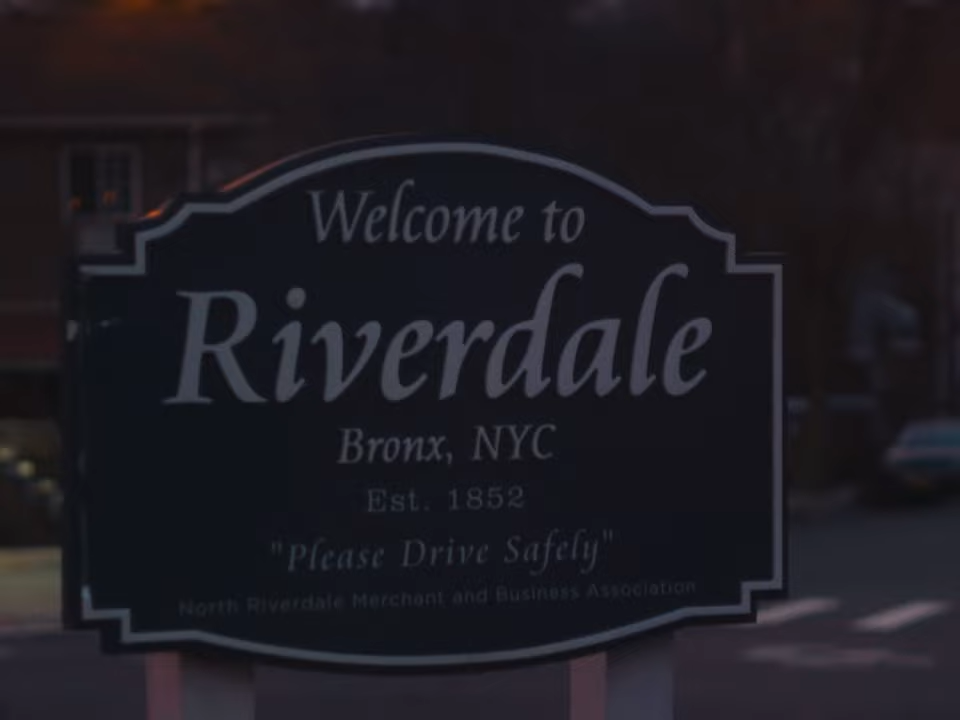 Welcome to
Riverdale
Bronx, NYC
Est. 1852
"Please Drive Safely"
North Riverdale Merchant and Business Association